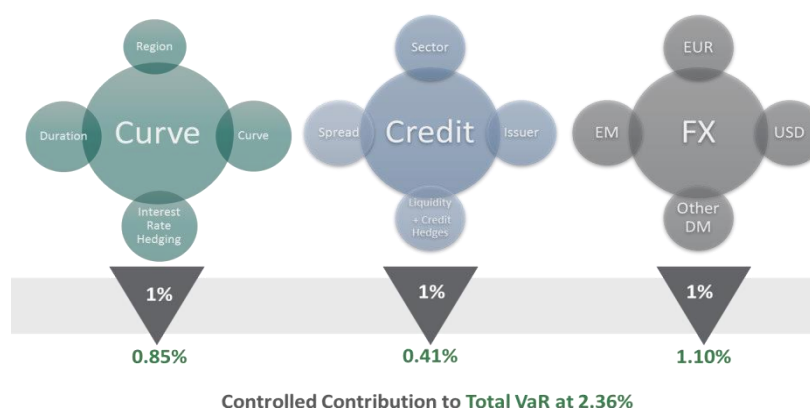 Region
Duration
Curve
Curve
Interest
Rate
Hedging
Sector
Spread
Credit
Issuer
Liquidity
+ Credit
Hedges
EUR
EM
FX
USD
Other
DM
1%
1%
1%
0.85%
0.41%
1.10%
Controlled Contribution to Total VaR at 2.36%